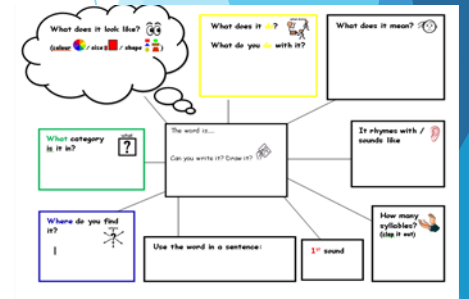 What does it look like?
(colour / size / shape )
What does it do?
What do you do with it?
What does it mean?
What category
is it in?
what
?
The word is...
Can you write it? Draw it?
It rhymes with /
sounds like
Where do you find
it?
?
Use the word in a sentence:
1st sound
How many
syllables?
(clap it out)